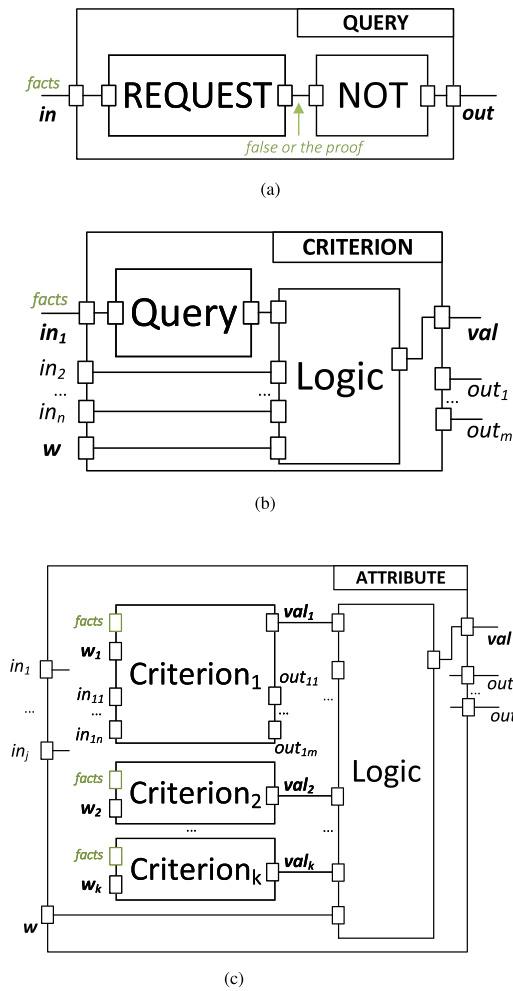 QUERY
facts
in
REQUEST
NOT
out
false or the proof
(a)
CRITERION
facts
in1
Query
val
in2
...
...
Logic
out1
...
inn
outm
w
(b)
ATTRIBUTE
facts
val1
w1
val
in1
Criterion1
out11
...
out
...
in11
...
...
...
out
in1n
out1m
inj
facts
Criterion2
val2
Logic
w2
...
...
facts
Criterionk
valk
wk
w
(c)